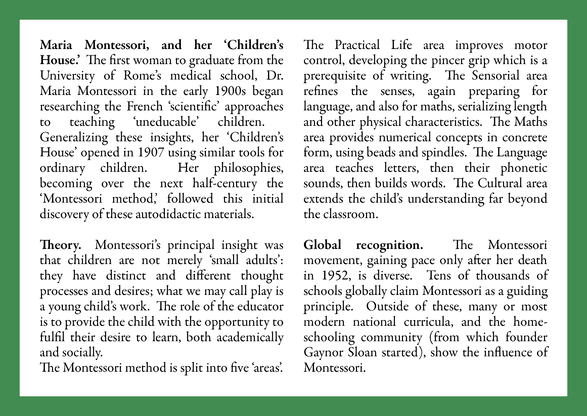 Maria Montessori, and her ‘Children’s
House.’ The first woman to graduate from the
University of Rome’s medical school, Dr.
Maria Montessori in the early 1900s began
researching the French ‘scientific’ approaches
to teaching ‘uneducable’ children.
Generalizing these insights, her ‘Children’s
House’ opened in 1907 using similar tools for
ordinary children. Her philosophies,
becoming over the next half-century the
‘Montessori method,’ followed this initial
discovery of these autodidactic materials.
Theory. Montessori’s principal insight was
that children are not merely ‘small adults’:
they have distinct and different thought
processes and desires; what we may call play is
a young child’s work. The role of the educator
is to provide the child with the opportunity to
fulfil their desire to learn, both academically
and socially.
The Montessori method is split into five ‘areas’.
The Practical Life area improves motor
control, developing the pincer grip which is a
prerequisite of writing. The Sensorial area
refines the senses, again preparing for
language, and also for maths, serializing length
and other physical characteristics. The Maths
area provides numerical concepts in concrete
form, using beads and spindles. The Language
area teaches letters, then their phonetic
sounds, then builds words. The Cultural area
extends the child’s understanding far beyond
the classroom.
Global recognition. The Montessori
movement, gaining pace only after her death
in 1952, is diverse. Tens of thousands of
schools globally claim Montessori as a guiding
principle. Outside of these, many or most
modern national curricula, and the home-
schooling community (from which founder
Gaynor Sloan started), show the influence of
Montessori.